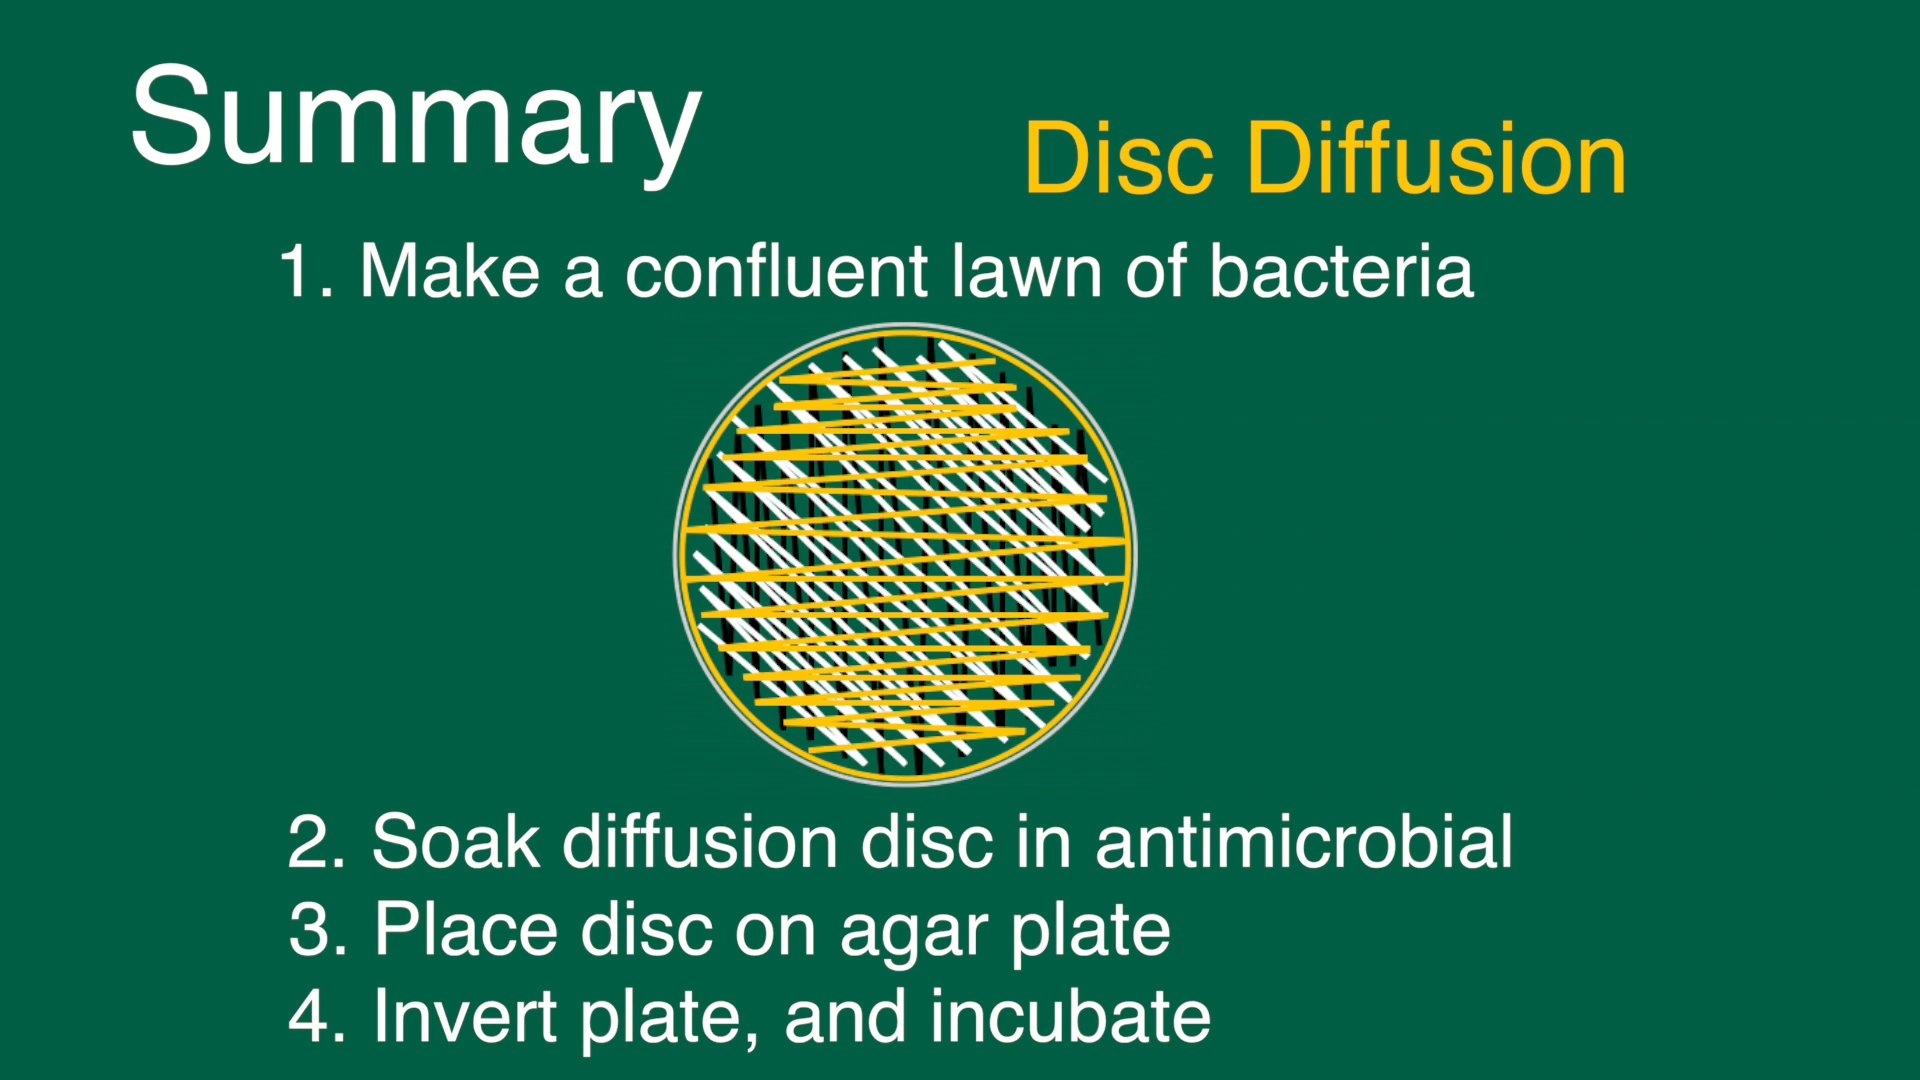 Summary
Disc Diffusion
1. Make a confluent lawn of bacteria
2. Soak diffusion disc in antimicrobial
3. Place disc on agar plate
4. Invert plate, and incubate